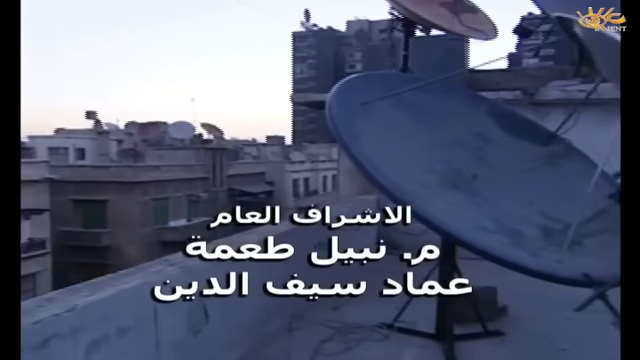 الاشراف العام
م. نبيل طعمة
عماد سيف الدين